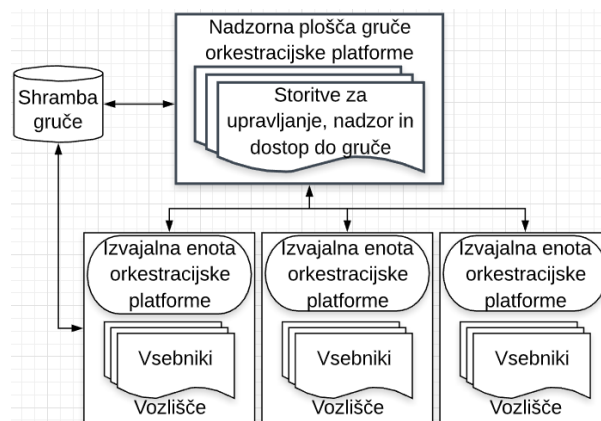 Nadzorna plošča gruče
orkestracijske platforme
Storitve za
upravljanje, nadzor in
dostop do gruče
Shramba
gruče
Izvajalna enota
orkestracijske
platforme
Vsebniki
Vozlišče
Izvajalna enota
orkestracijske
platforme
Vsebniki
Vozlišče
Izvajalna enota
orkestracijske
platforme
Vsebniki
Vozlišče